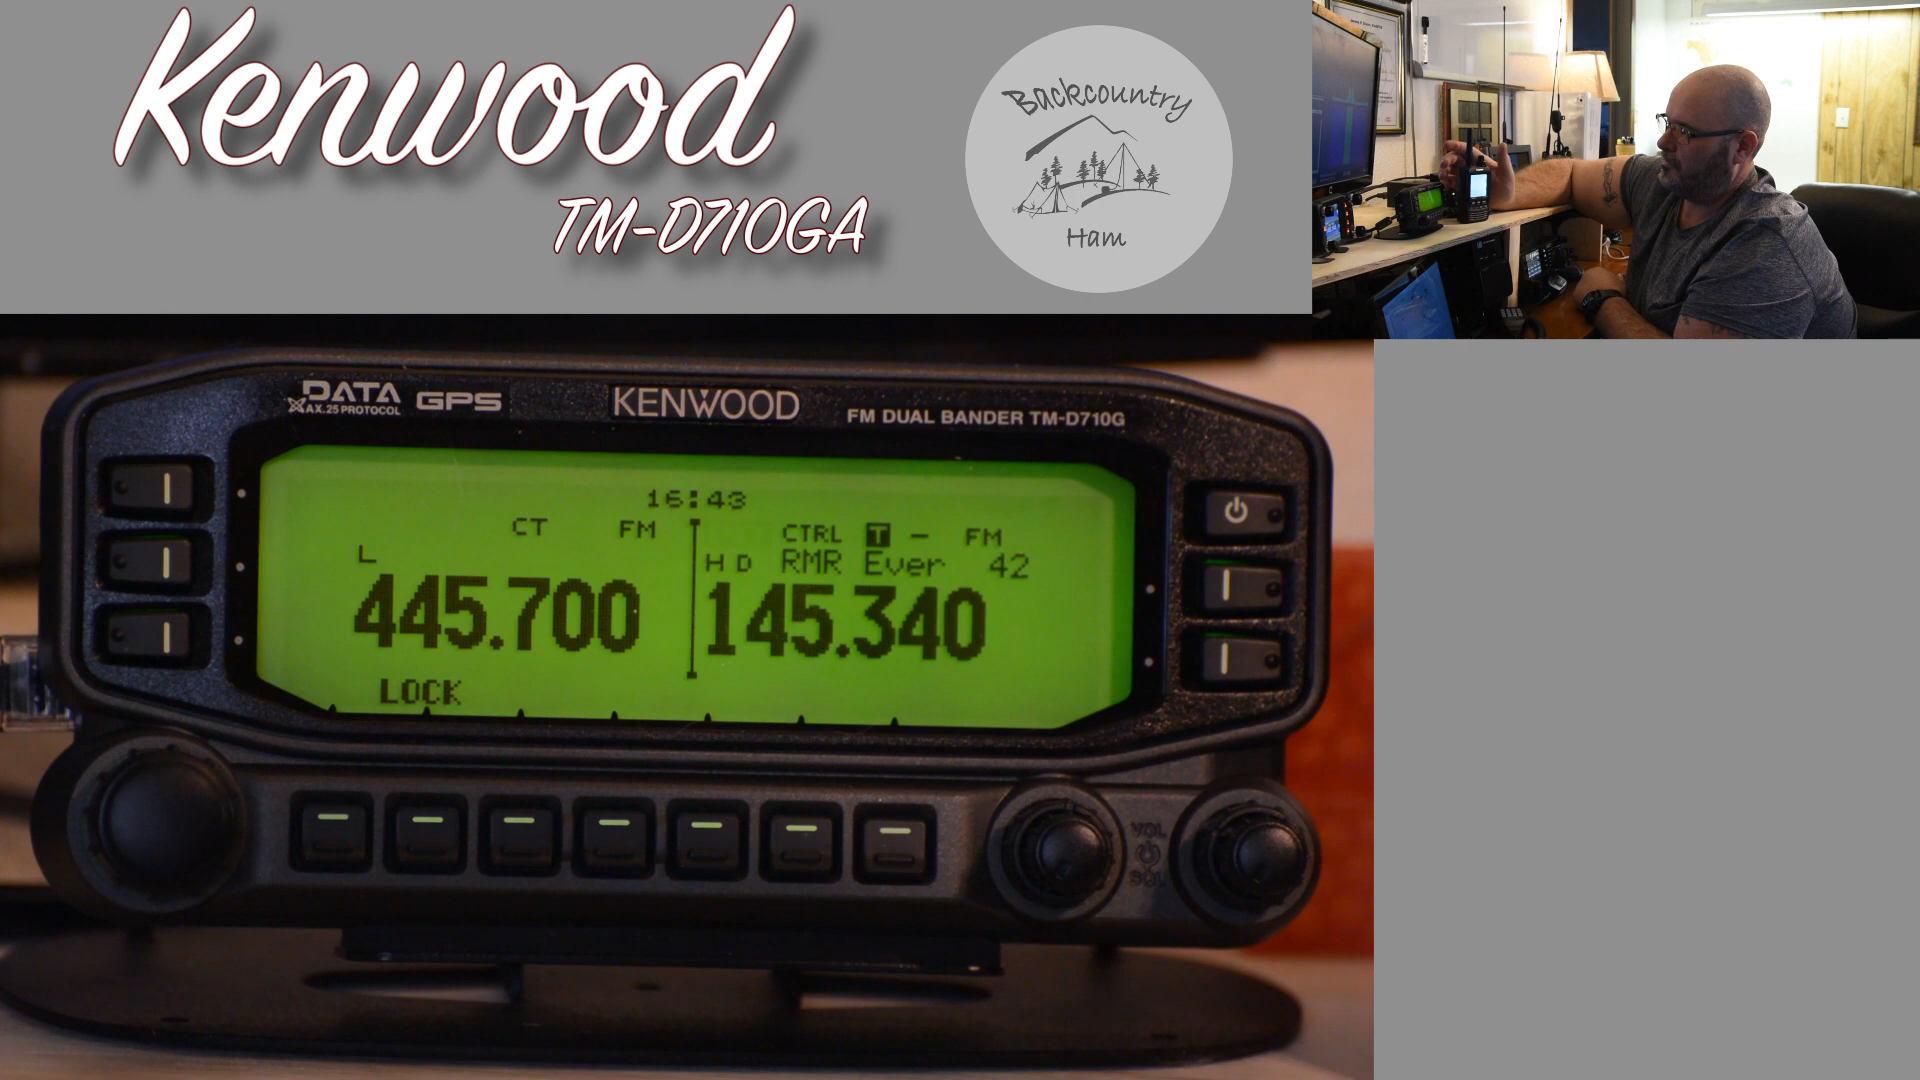 Kenwood
TM-D710GA
Backcountry
Ham
DATA
AX.25 PROTOCOL
GPS
KENWOOD
FM DUAL BANDER TM-D710G
16:43
CT FM
CTRL T - FM
L
H D RMR Ever 42
445.700
145.340
LOCK
VOL
SQL